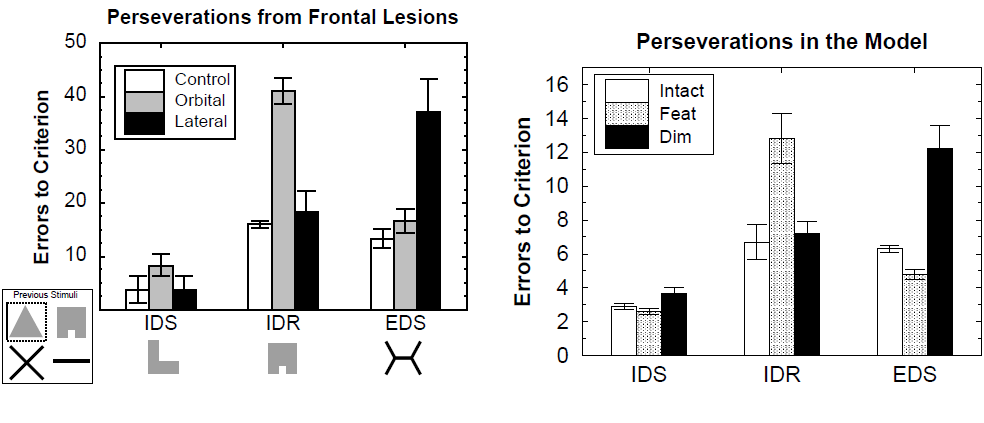 Perseverations from Frontal Lesions
50
40
30
20
10
Errors to Criterion
Control
Orbital
Lateral
IDS IDR EDS
Previous Stimuli
Perseverations in the Model
16
14
12
10
8
6
4
2
0
Errors to Criterion
Intact
Feat
Dim
IDS IDR EDS